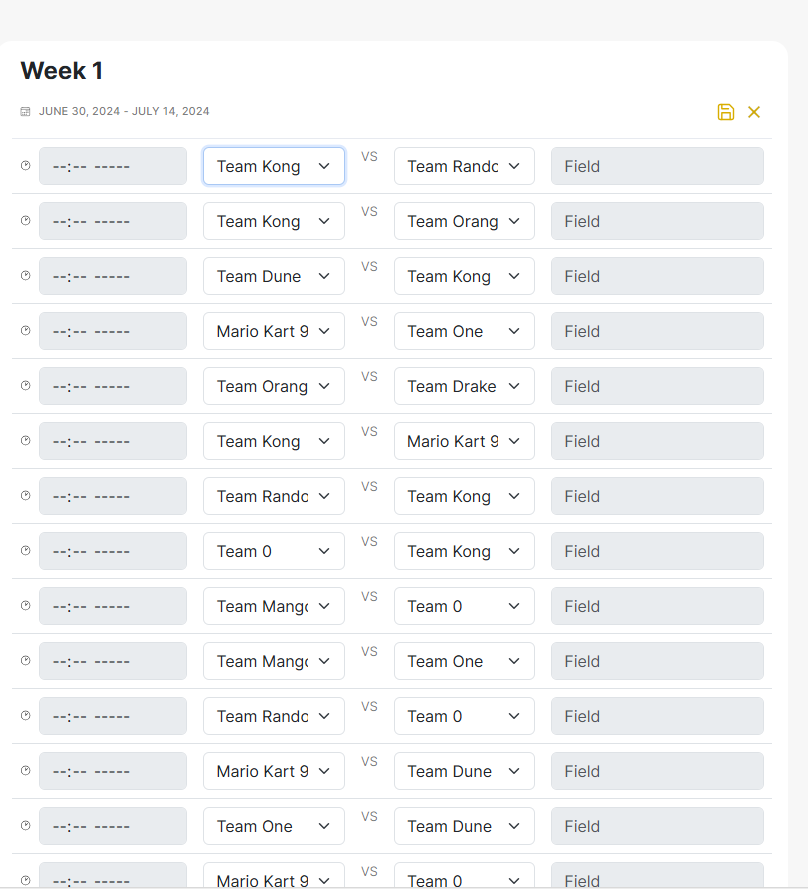 Week 1
JUNE 30, 2024 - JULY 14, 2024
--:-- ----- Team Kong VS Team Rando Field
--:-- ----- Team Kong VS Team Orang Field
--:-- ----- Team Dune VS Team Kong Field
--:-- ----- Mario Kart 9 VS Team One Field
--:-- ----- Team Orang VS Team Drake Field
--:-- ----- Team Kong VS Mario Kart 9 Field
--:-- ----- Team Rando VS Team Kong Field
--:-- ----- Team 0 VS Team Kong Field
--:-- ----- Team Mango VS Team 0 Field
--:-- ----- Team Mango VS Team One Field
--:-- ----- Team Rando VS Team 0 Field
--:-- ----- Mario Kart 9 VS Team Dune Field
--:-- ----- Team One VS Team Dune Field
--:-- ----- Mario Kart 9 VS Team 0 Field